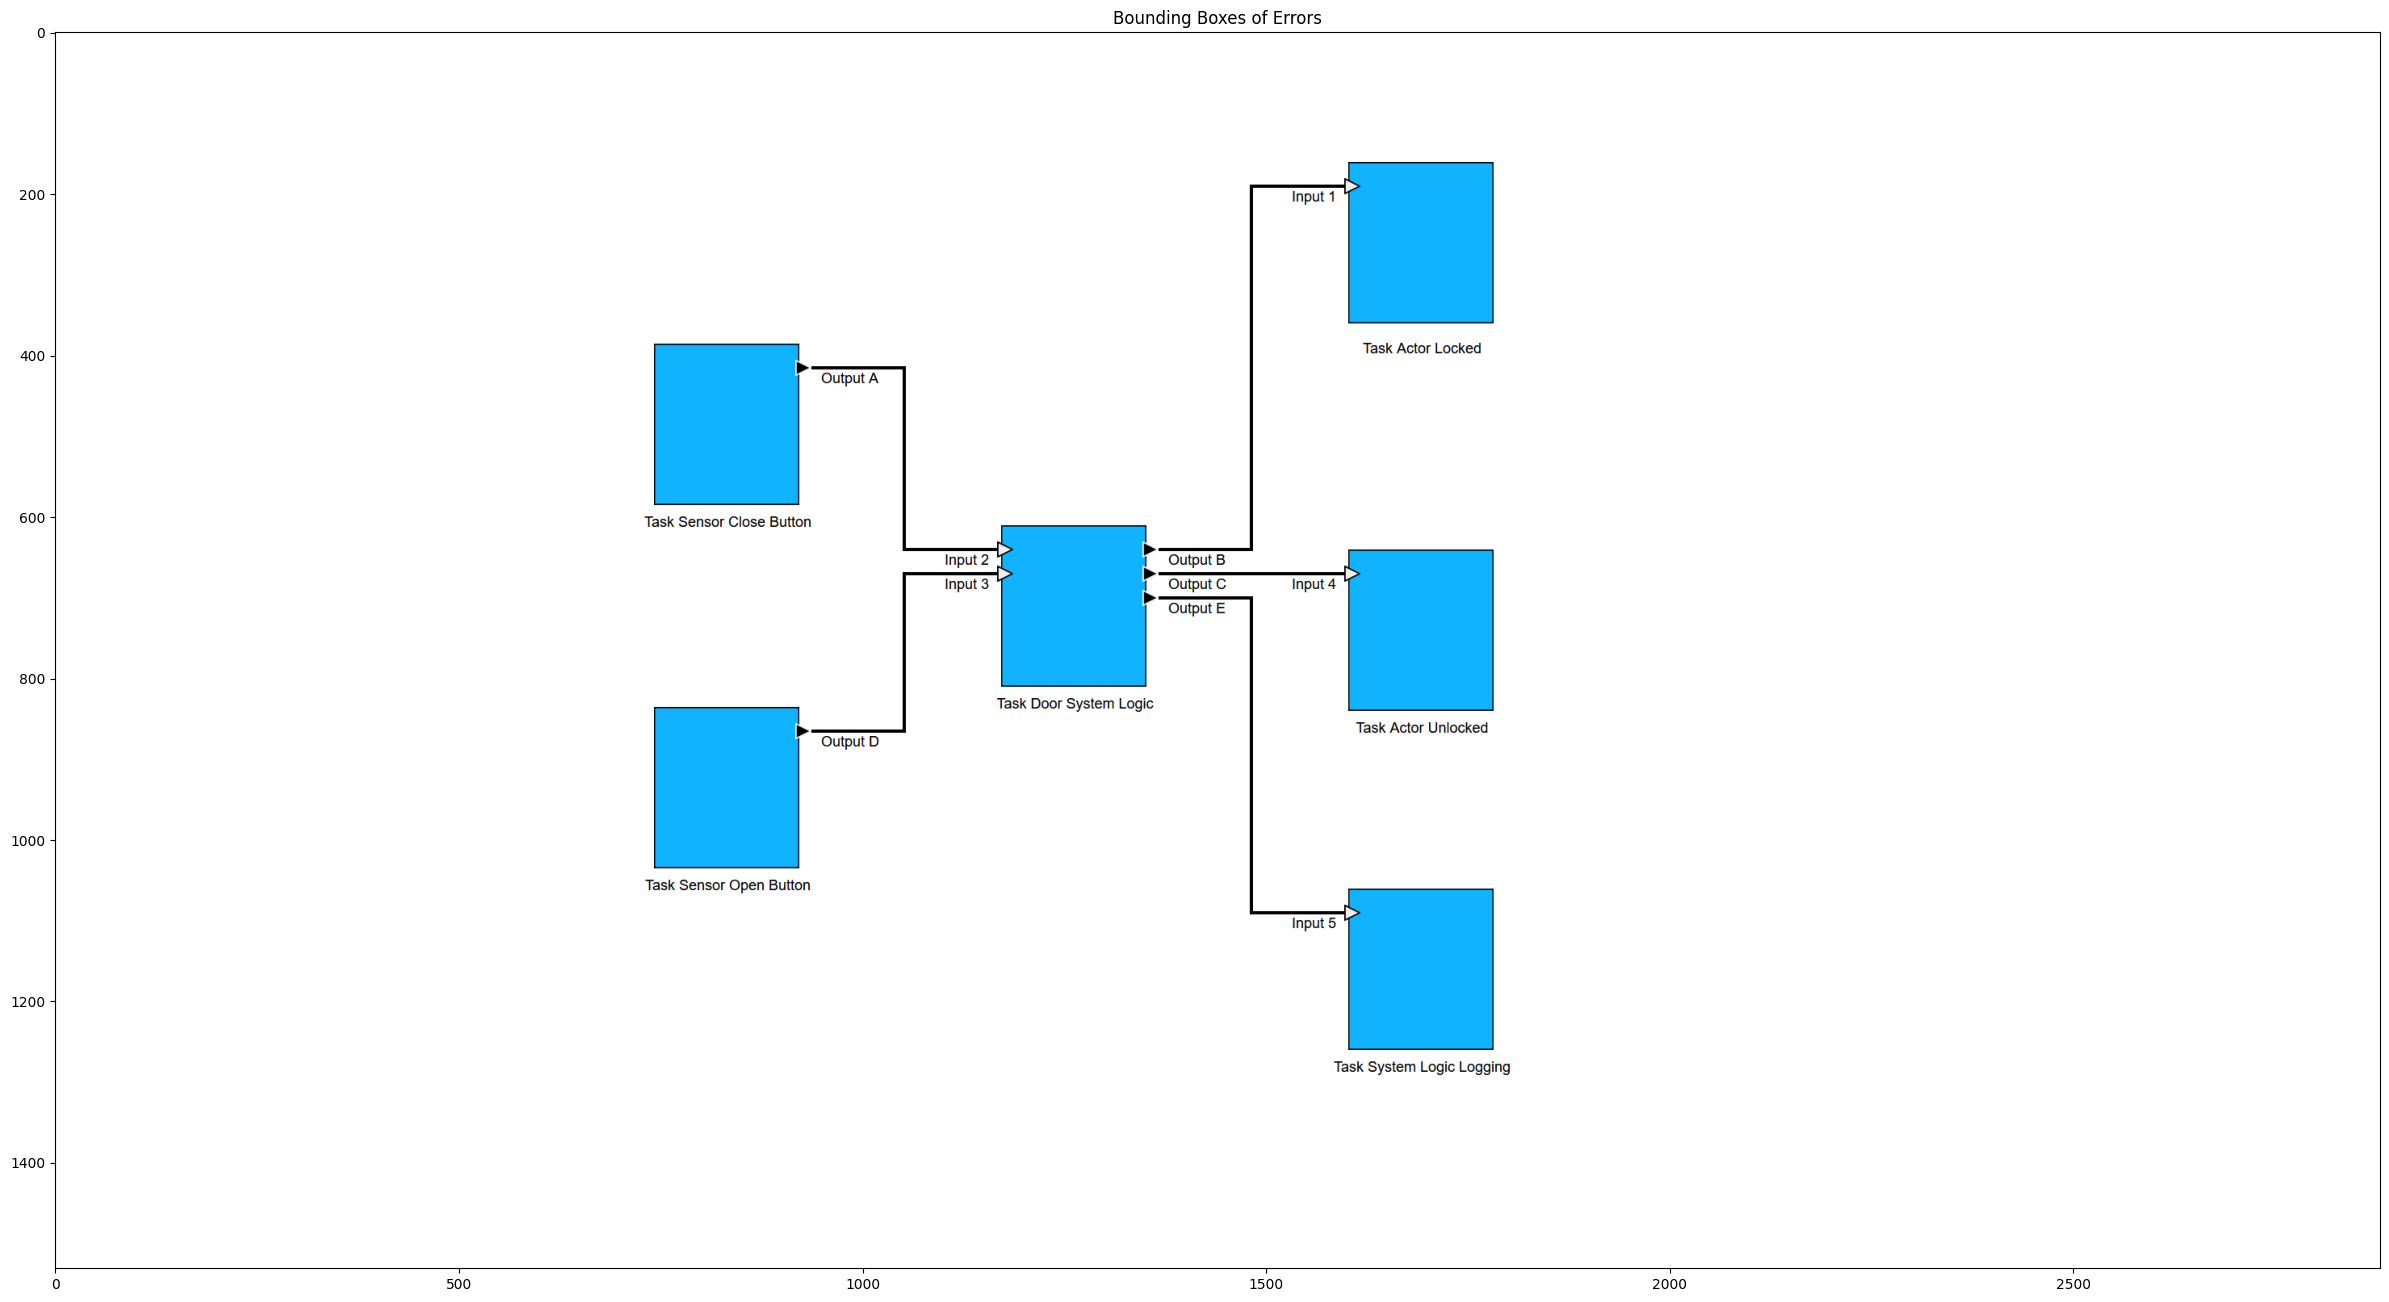 Bounding Boxes of Errors
0
200
400
600
800
1000
1200
1400
Input 1
Task Actor Locked
Output A
Task Sensor Close Button
Input 2
Input 3
Output B
Output C
Output E
Input 4
Task Door System Logic
Task Actor Unlocked
Output D
Task Sensor Open Button
Input 5
Task System Logic Logging
0
500
1000
1500
2000
2500